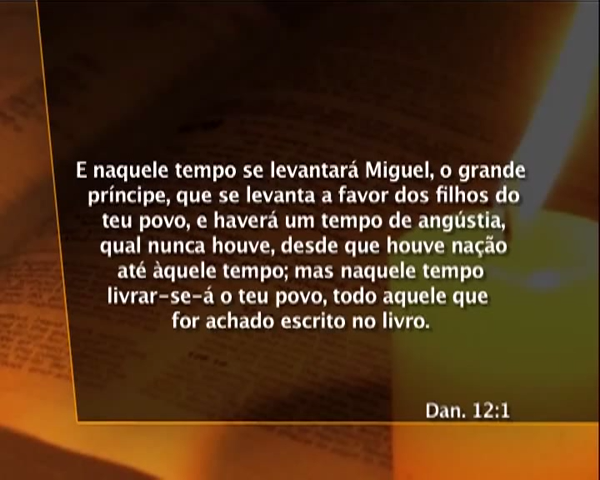 E naquele tempo se levantará Miguel, o grande
príncipe, que se levanta a favor dos filhos do
teu povo, e haverá um tempo de angústia,
qual nunca houve, desde que houve nação
até àquele tempo; mas naquele tempo
livrar-se-á o teu povo, todo aquele que
for achado escrito no livro.
Dan. 12:1